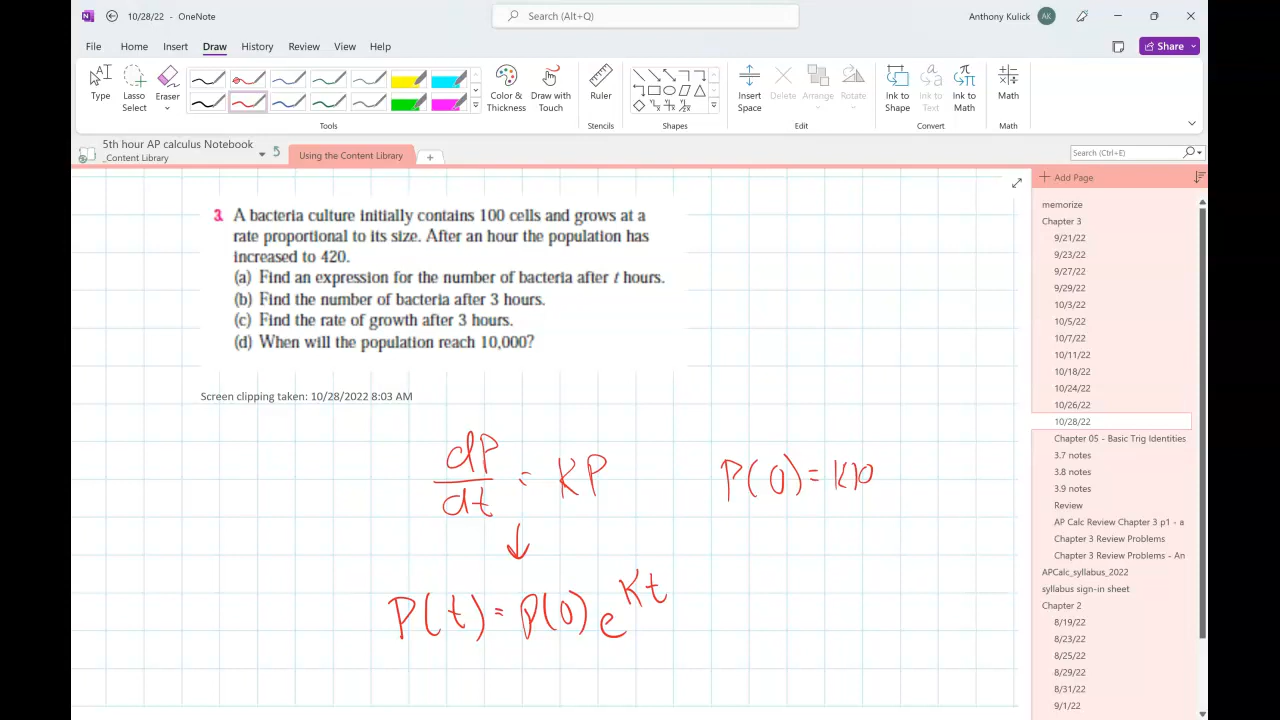 10/28/22 - OneNote
Search (Alt+Q)
Anthony Kulick
AK
File Home Insert Draw History Review View Help
Share
Type
Lasso Select
Eraser
Color & Thickness
Draw with Touch
Ruler
Insert Space
Delete
Arrange
Rotate
Ink to Shape
Ink to Text
Ink to Math
Math
Tools
Stencils
Shapes
Edit
Convert
Math
5th hour AP calculus Notebook
_Content Library
Using the Content Library
Search (Ctrl+E)
3. A bacteria culture initially contains 100 cells and grows at a
rate proportional to its size. After an hour the population has
increased to 420.
(a) Find an expression for the number of bacteria after t hours.
(b) Find the number of bacteria after 3 hours.
(c) Find the rate of growth after 3 hours.
(d) When will the population reach 10,000?
Screen clipping taken: 10/28/2022 8:03 AM
dP/dt = KP
P(t) = P(0) e^Kt
Add Page
memorize
Chapter 3
9/21/22
9/23/22
9/27/22
9/29/22
10/3/22
10/5/22
10/7/22
10/11/22
10/18/22
10/24/22
10/26/22
10/28/22
Chapter 05 - Basic Trig Identities
3.7 notes
3.8 notes
3.9 notes
Review
AP Calc Review Chapter 3 p1 - a
Chapter 3 Review Problems
Chapter 3 Review Problems - An
APCalc_syllabus_2022
syllabus sign-in sheet
Chapter 2
8/19/22
8/23/22
8/25/22
8/29/22
8/31/22
9/1/22